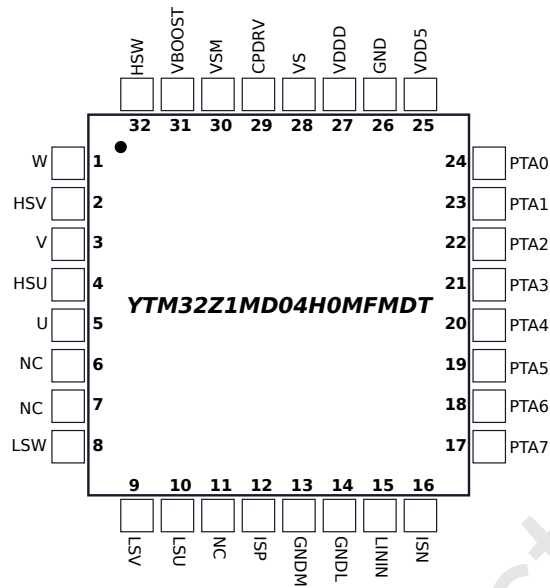 HSW VBOOST VSM CPDRV VS VDDD GND VDD5
32 31 30 29 28 27 26 25
W 1 24 PTA0
HSV 2 23 PTA1
V 3 22 PTA2
HSU 4 21 PTA3
YTM32Z1MD04H0MFMDT
U 5 20 PTA4
NC 6 19 PTA5
NC 7 18 PTA6
LSW 8 17 PTA7
9 10 11 12 13 14 15 16
LSV LSU NC ISP GNDM GNDL LININ ISN